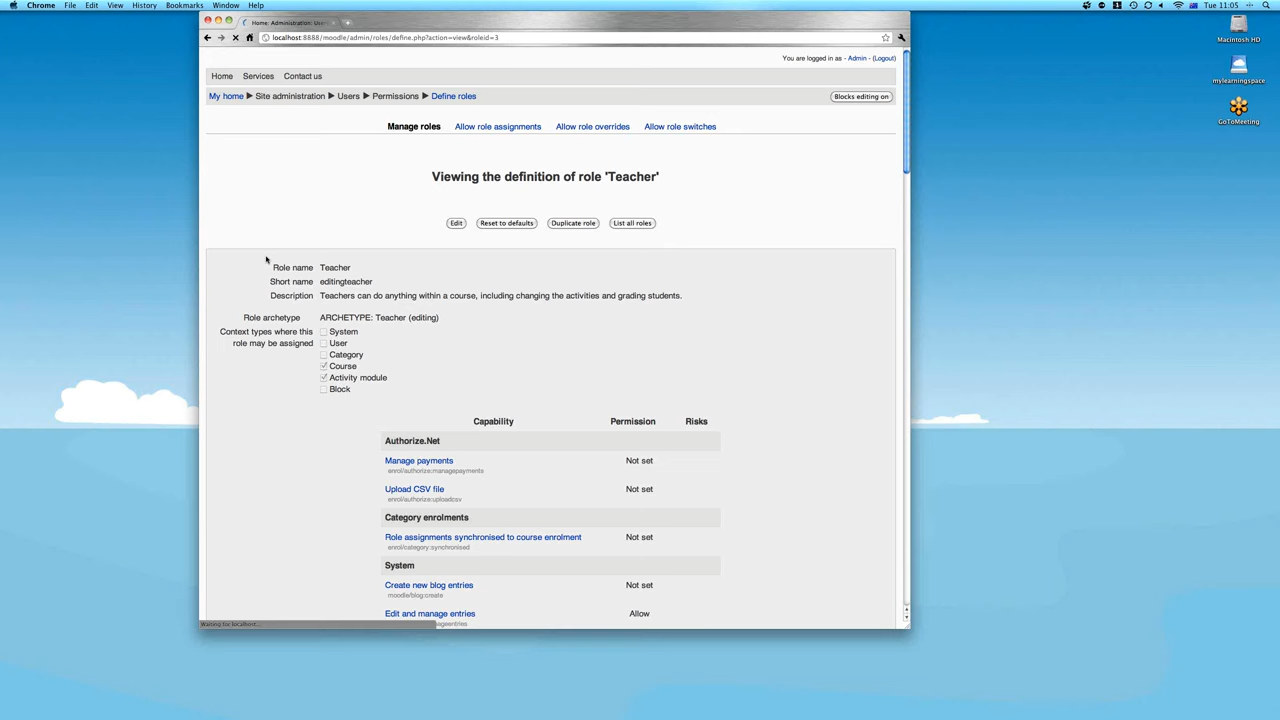 Chrome File Edit View History Bookmarks Window Help
Tue 11:05
Home: Administration: Users
localhost:8888/moodle/admin/roles/define.php?action=view&roleid=3
Macintosh HD
mylearningspace
GoToMeeting
You are logged in as - Admin - (Logout)
Home Services Contact us
My home ► Site administration ► Users ► Permissions ► Define roles
Blocks editing on
Manage roles Allow role assignments Allow role overrides Allow role switches
Viewing the definition of role 'Teacher'
Edit Reset to defaults Duplicate role List all roles
Role name Teacher
Short name editingteacher
Description Teachers can do anything within a course, including changing the activities and grading students.
Role archetype ARCHETYPE: Teacher (editing)
Context types where this role may be assigned
System
User
Category
Course
Activity module
Block
Capability Permission Risks
Authorize.Net
Manage payments Not set
enrol/authorize:managepayments
Upload CSV file Not set
enrol/authorize:uploadcsv
Category enrolments
Role assignments synchronised to course enrolment Not set
enrol/category:synchronised
System
Create new blog entries Not set
moodle/blog:create
Edit and manage entries Allow
Waiting for localhost...